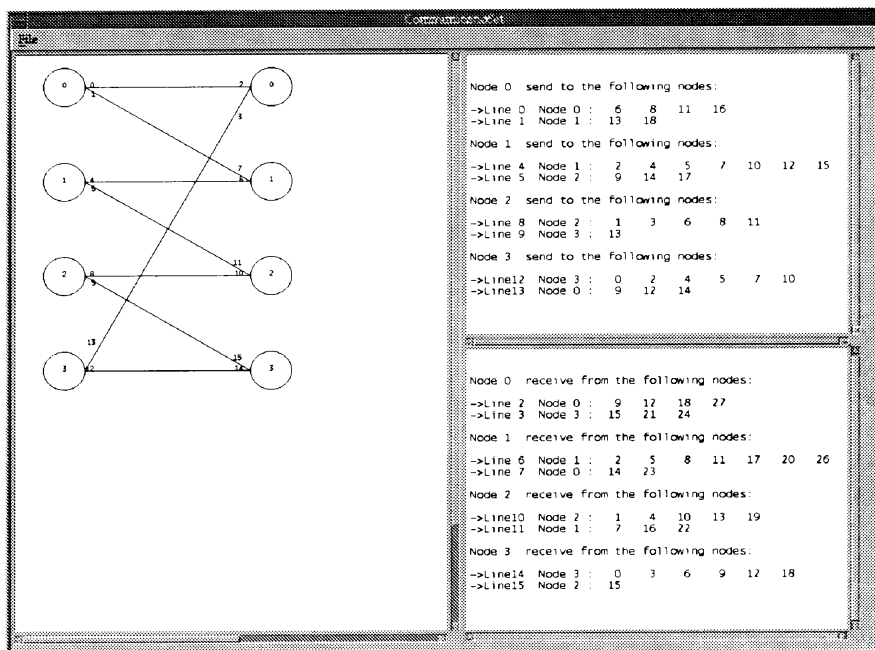 CommunicationSet
File
0 0 2 0
1 3
7
1 4 6 1
5
11
2 8 10 2
9
13 15
3 12 14 3
Node 0 send to the following nodes:
->Line 0 Node 0 : 6 8 11 16
->Line 1 Node 1 : 13 18
Node 1 send to the following nodes:
->Line 4 Node 1 : 2 4 5 7 10 12 15
->Line 5 Node 2 : 9 14 17
Node 2 send to the following nodes:
->Line 8 Node 2 : 1 3 6 8 11
->Line 9 Node 3 : 13
Node 3 send to the following nodes:
->Line12 Node 3 : 0 2 4 5 7 10
->Line13 Node 0 : 9 12 14
Node 0 receive from the following nodes:
->Line 2 Node 0 : 9 12 18 27
->Line 3 Node 3 : 15 21 24
Node 1 receive from the following nodes:
->Line 6 Node 1 : 2 5 8 11 17 20 26
->Line 7 Node 0 : 14 23
Node 2 receive from the following nodes:
->Line10 Node 2 : 1 4 10 13 19
->Line11 Node 1 : 7 16 22
Node 3 receive from the following nodes:
->Line14 Node 3 : 0 3 6 9 12 18
->Line15 Node 2 : 15